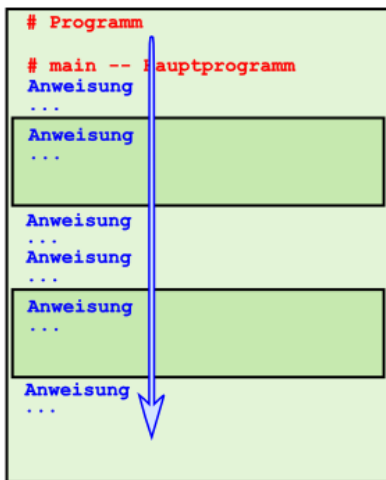 # Programm
# main -- Hauptprogramm
Anweisung
...
Anweisung
...
Anweisung
...
Anweisung
...
Anweisung
...
Anweisung
...